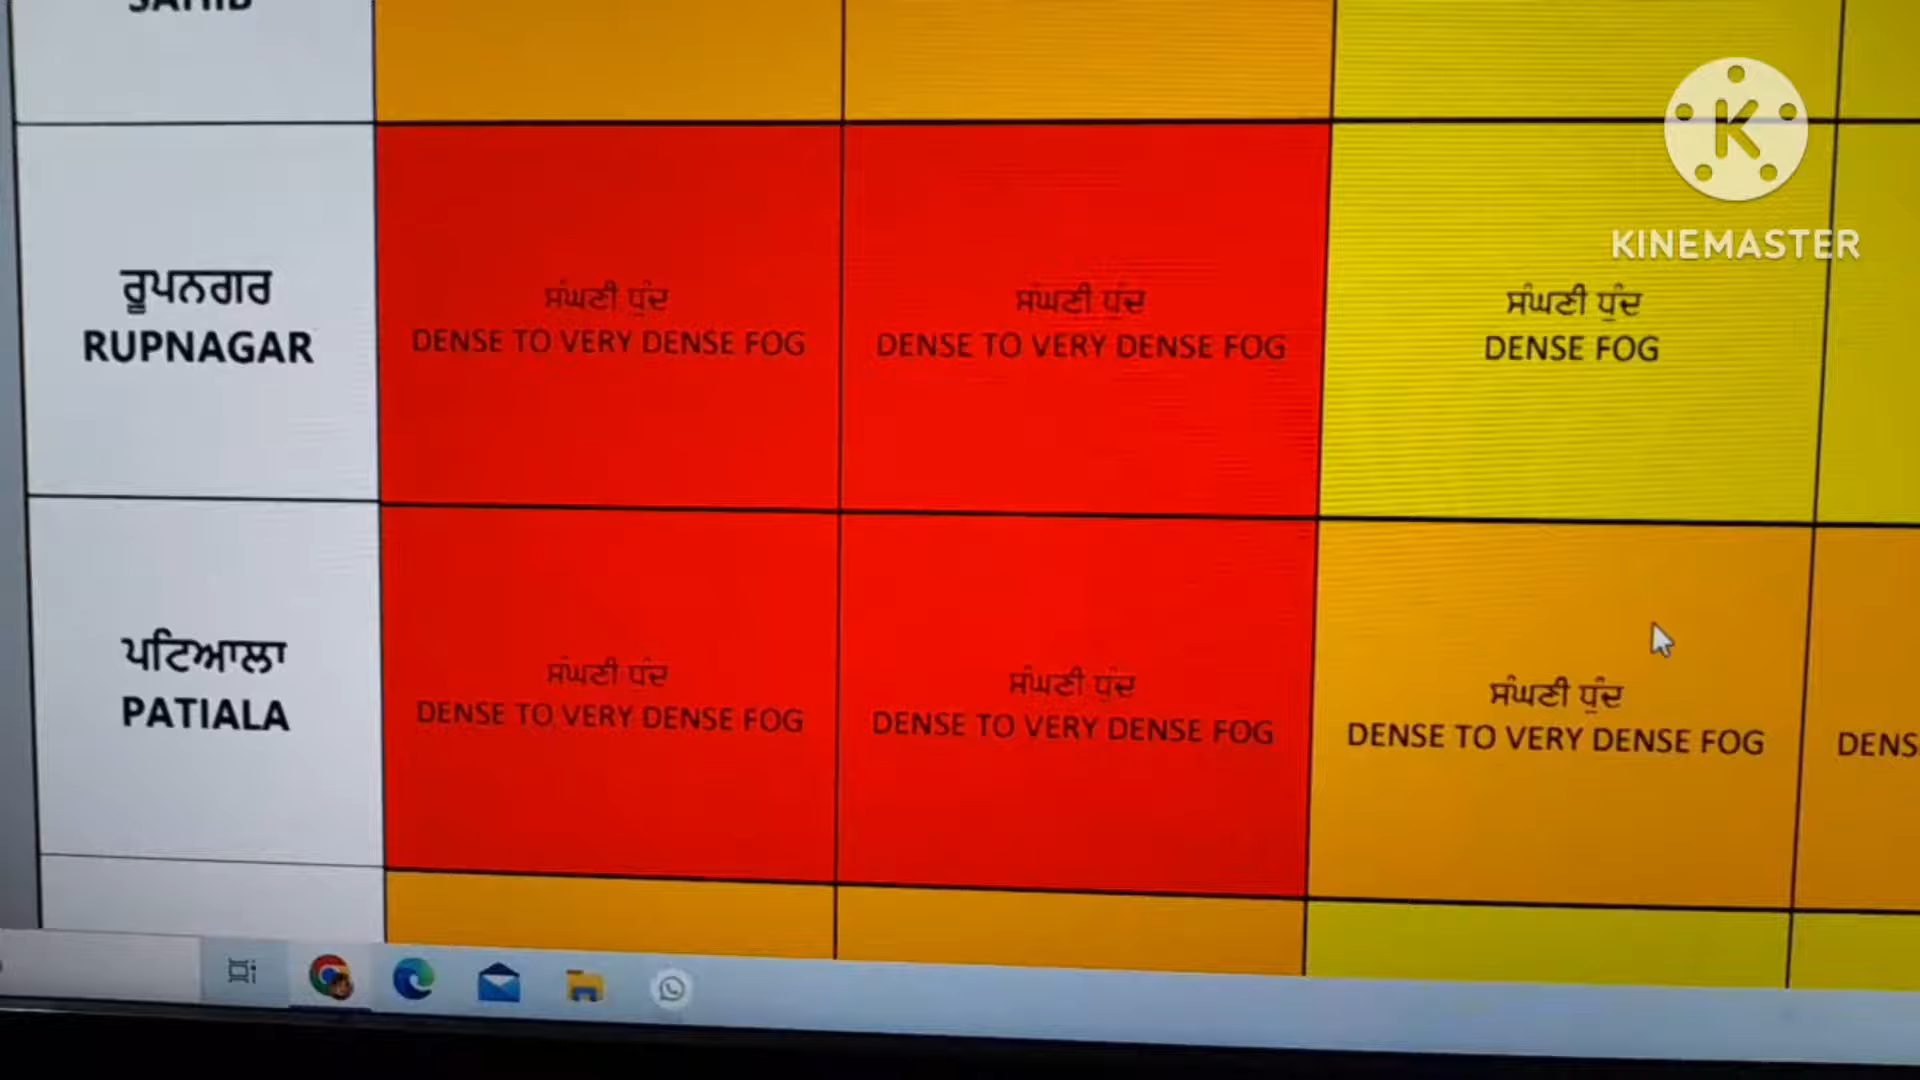 SAHIB
KINEMASTER
ਰੂਪਨਗਰ
RUPNAGAR
ਸੰਘਣੀ ਧੁੰਦ
DENSE TO VERY DENSE FOG
ਸੰਘਣੀ ਧੁੰਦ
DENSE TO VERY DENSE FOG
ਸੰਘਣੀ ਧੁੰਦ
DENSE FOG
ਪਟਿਆਲਾ
PATIALA
ਸੰਘਣੀ ਧੁੰਦ
DENSE TO VERY DENSE FOG
ਸੰਘਣੀ ਧੁੰਦ
DENSE TO VERY DENSE FOG
ਸੰਘਣੀ ਧੁੰਦ
DENSE TO VERY DENSE FOG
DENS